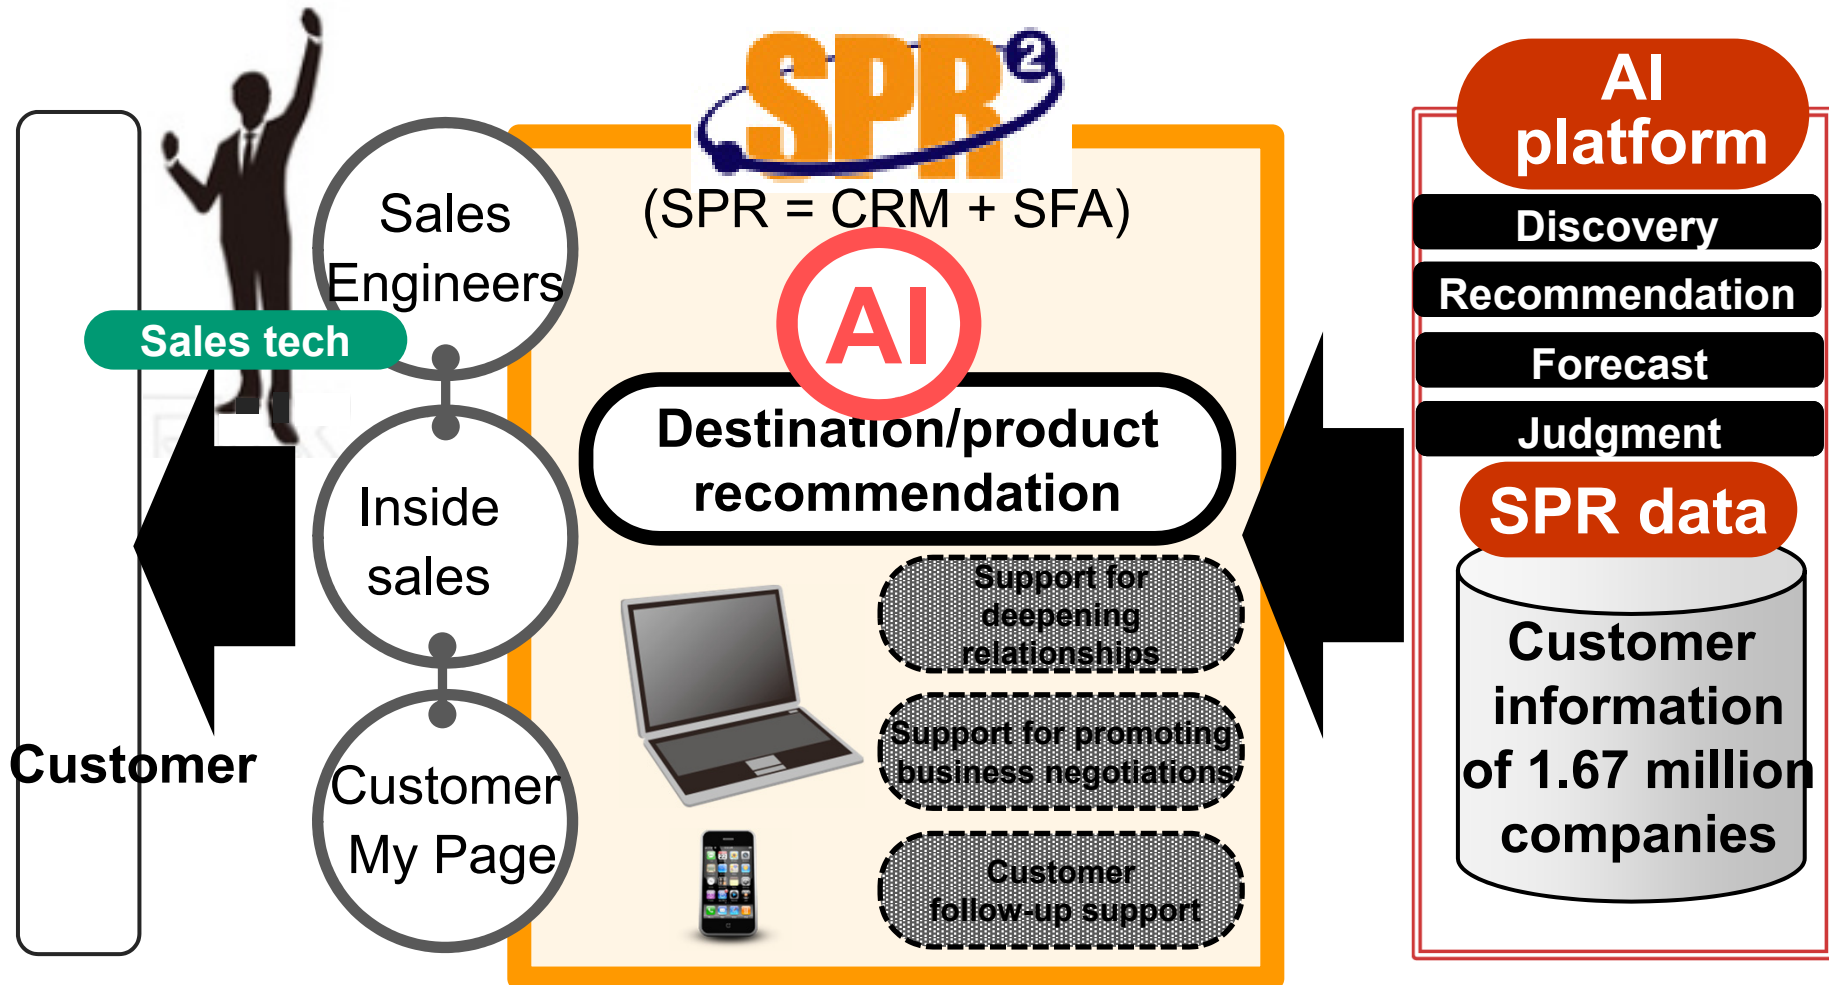 SPR2
(SPR = CRM + SFA)
AI
Destination/product
recommendation
Support for
deepening
relationships
Support for promoting
business negotiations
Customer
follow-up support
Sales
Engineers
Sales tech
Inside
sales
Customer
My Page
Customer
AI
platform
Discovery
Recommendation
Forecast
Judgment
SPR data
Customer
information
of 1.67 million
companies